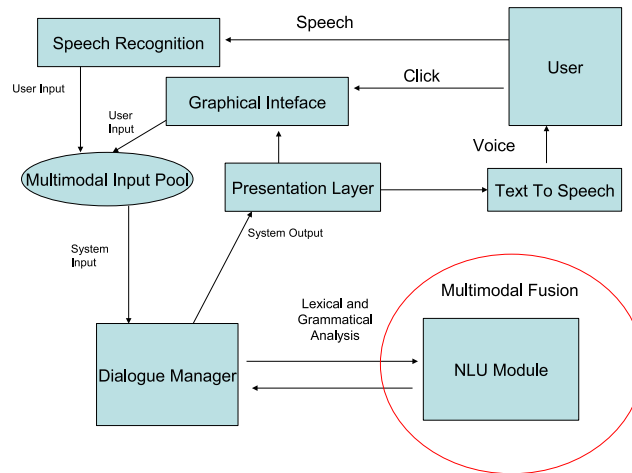 Speech
Speech Recognition
User
Click
User Input
Graphical Inteface
User
Input
Voice
Multimodal Input Pool
Presentation Layer
Text To Speech
System Output
System
Input
Multimodal Fusion
Lexical and
Grammatical
Analysis
Dialogue Manager
NLU Module